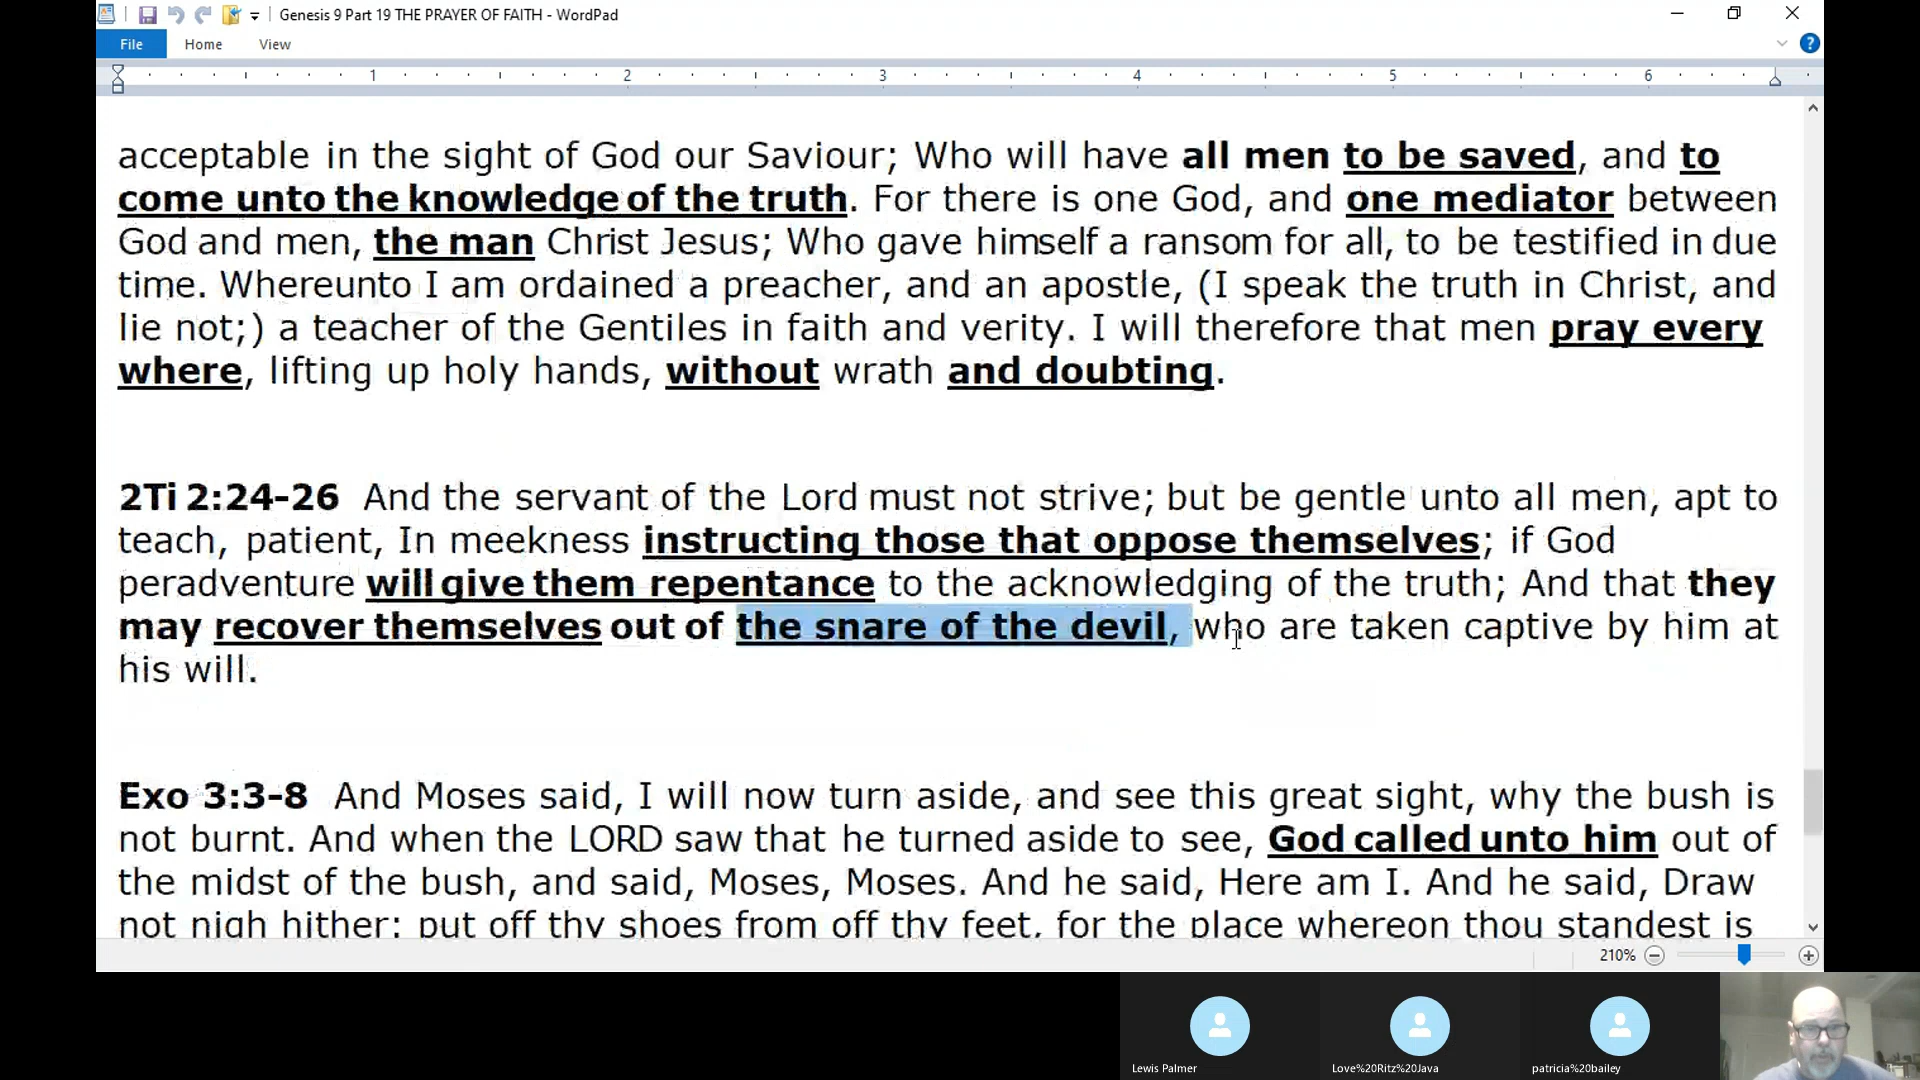 Genesis 9 Part 19 THE PRAYER OF FAITH - WordPad
File Home View
1 2 3 4 5 6
acceptable in the sight of God our Saviour; Who will have all men to be saved, and to
come unto the knowledge of the truth. For there is one God, and one mediator between
God and men, the man Christ Jesus; Who gave himself a ransom for all, to be testified in due
time. Whereunto I am ordained a preacher, and an apostle, (I speak the truth in Christ, and
lie not;) a teacher of the Gentiles in faith and verity. I will therefore that men pray every
where, lifting up holy hands, without wrath and doubting.
2Ti 2:24-26 And the servant of the Lord must not strive; but be gentle unto all men, apt to
teach, patient, In meekness instructing those that oppose themselves; if God
peradventure will give them repentance to the acknowledging of the truth; And that they
may recover themselves out of the snare of the devil, who are taken captive by him at
his will.
Exo 3:3-8 And Moses said, I will now turn aside, and see this great sight, why the bush is
not burnt. And when the LORD saw that he turned aside to see, God called unto him out of
the midst of the bush, and said, Moses, Moses. And he said, Here am I. And he said, Draw
not nigh hither: put off thy shoes from off thy feet, for the place whereon thou standest is
210%
Lewis Palmer Love%20Ritz%20Java patricia%20bailey